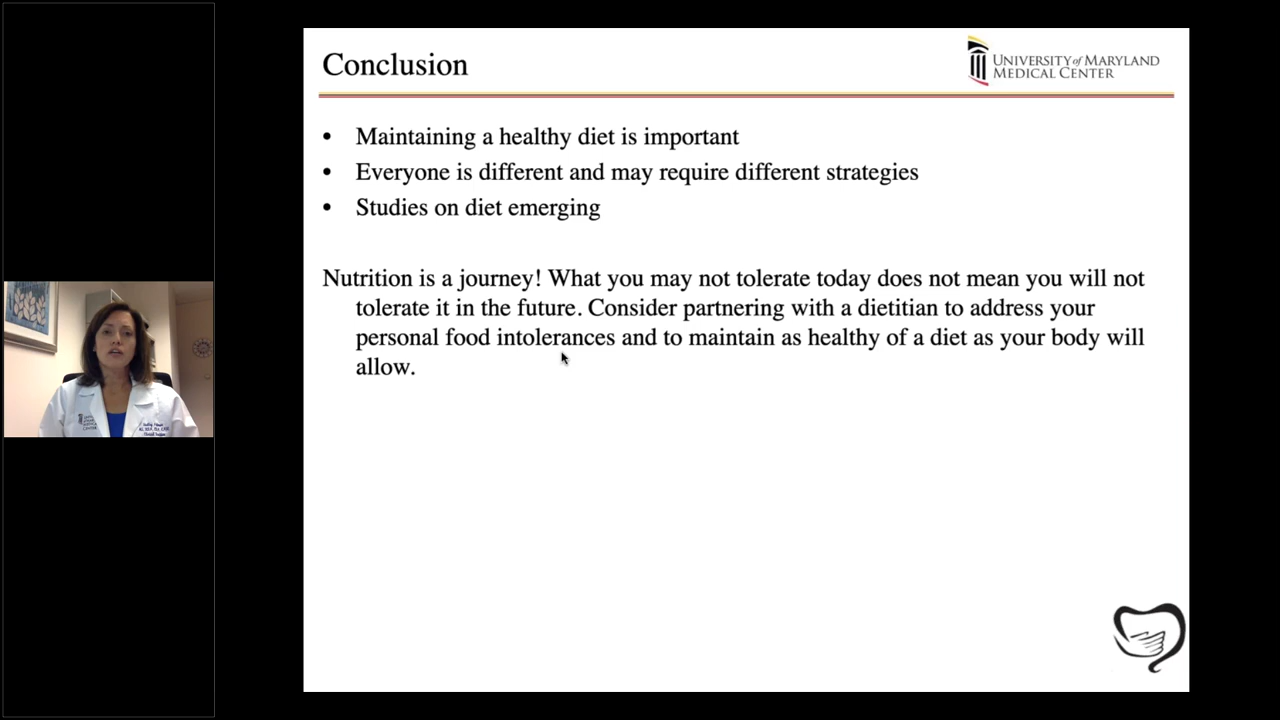 Conclusion
UNIVERSITY of MARYLAND
MEDICAL CENTER
• Maintaining a healthy diet is important
• Everyone is different and may require different strategies
• Studies on diet emerging
Nutrition is a journey! What you may not tolerate today does not mean you will not
tolerate it in the future. Consider partnering with a dietitian to address your
personal food intolerances and to maintain as healthy of a diet as your body will
allow.